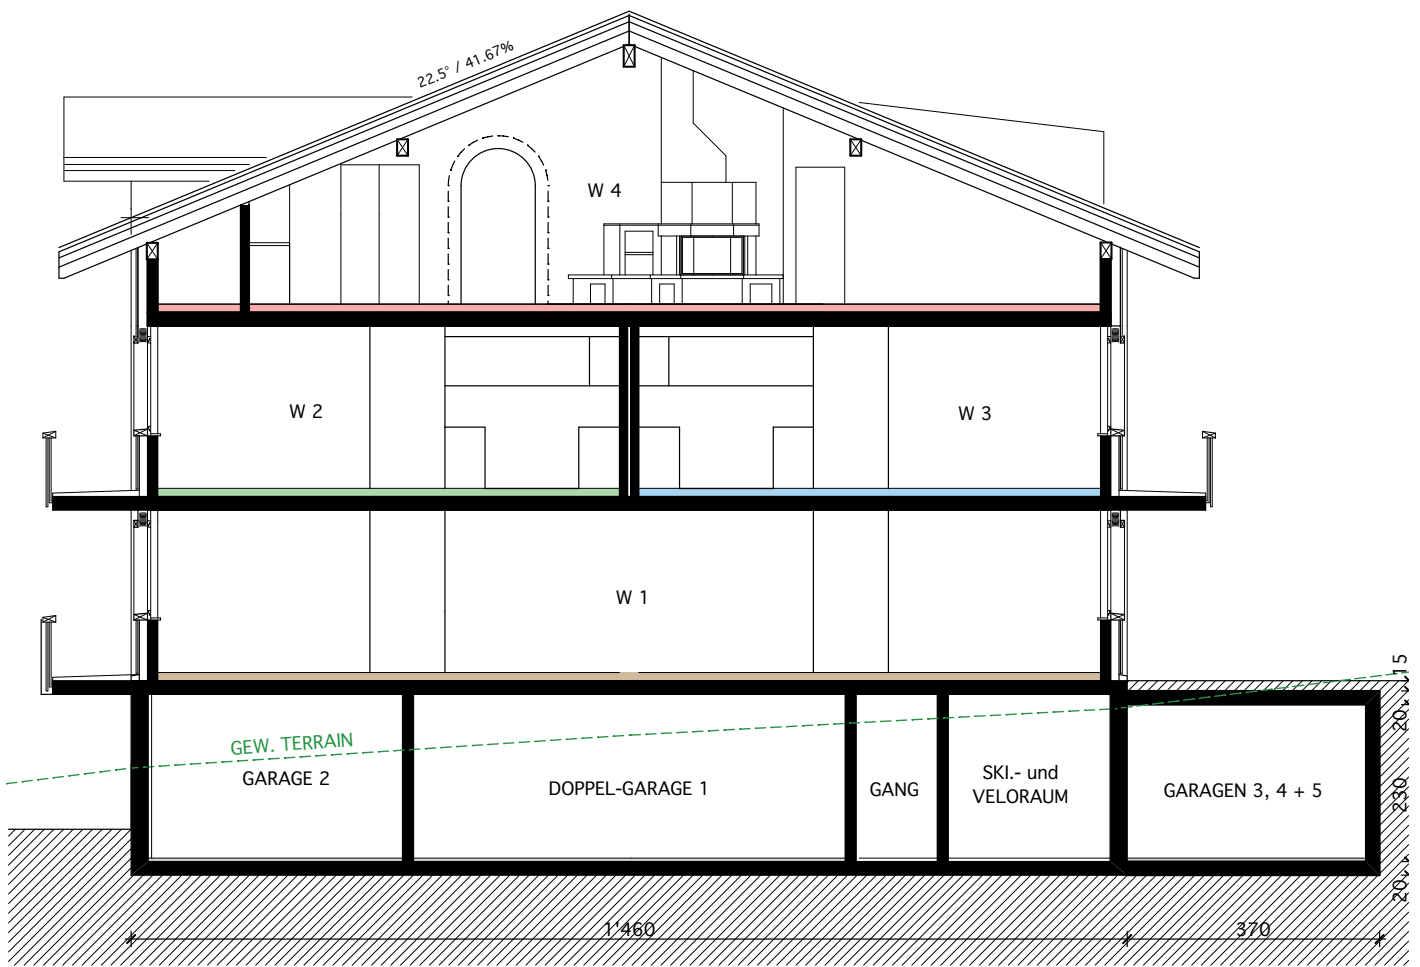 22.5° / 41.67%
W 4
W 2
W 3
W 1
15
20
GEW. TERRAIN
GARAGE 2
DOPPEL-GARAGE 1
GANG
SKI.- und
VELORAUM
GARAGEN 3, 4 + 5
230
20
1'460
370